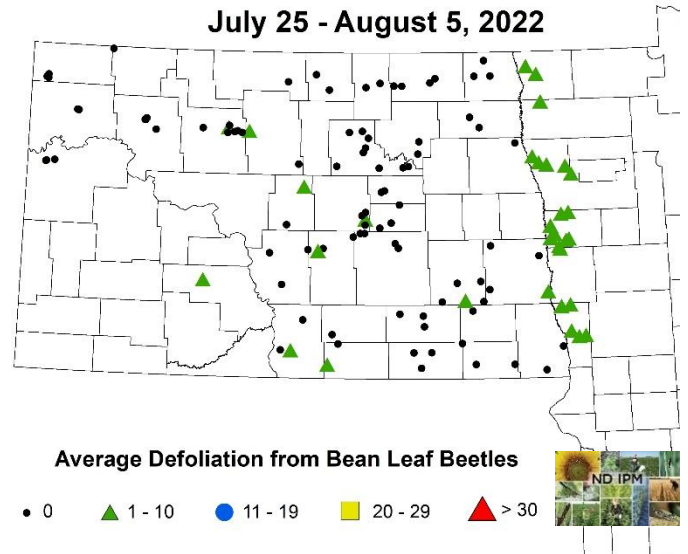 July 25 - August 5, 2022
Average Defoliation from Bean Leaf Beetles
ND IPM
0 1 - 10 11 - 19 20 - 29 > 30